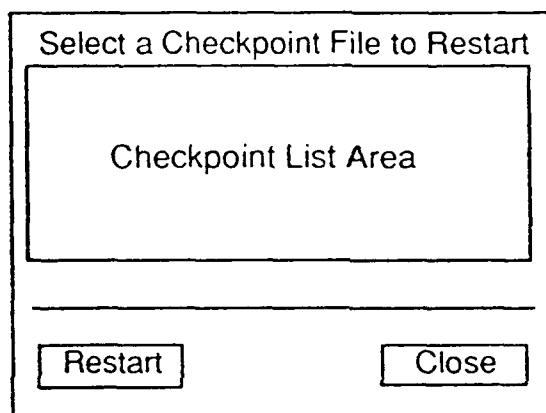 Select a Checkpoint File to Restart
Checkpoint List Area
Restart
Close